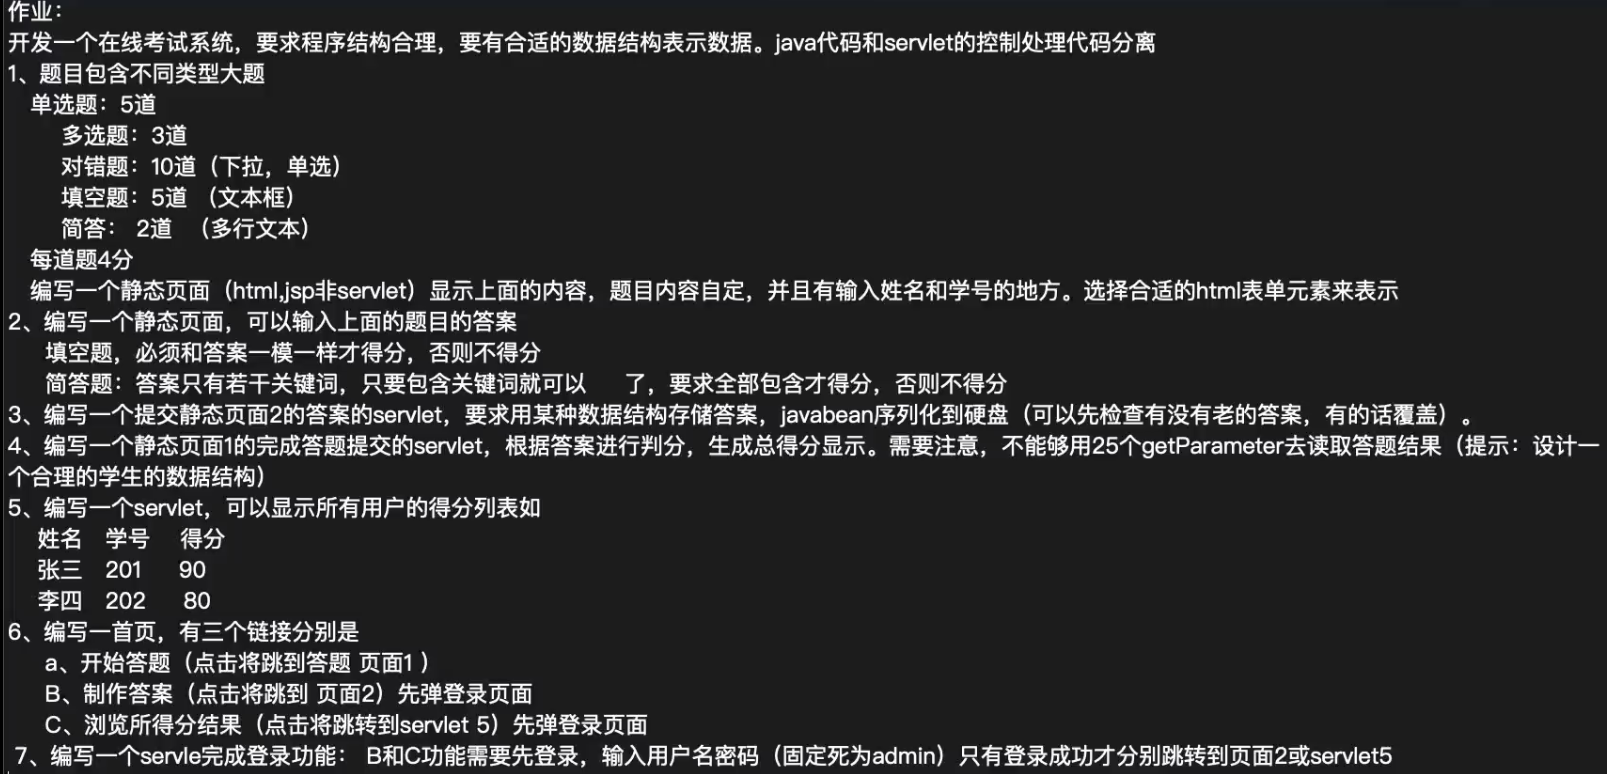 作业：
开发一个在线考试系统，要求程序结构合理，要有合适的数据结构表示数据。java代码和servlet的控制处理代码分离
1、题目包含不同类型大题
单选题：5道
多选题：3道
对错题：10道（下拉，单选）
填空题：5道 （文本框）
简答： 2道 （多行文本）
每道题4分
编写一个静态页面（html,jsp非servlet）显示上面的内容，题目内容自定，并且有输入姓名和学号的地方。选择合适的html表单元素来表示
2、编写一个静态页面，可以输入上面的题目的答案
填空题，必须和答案一模一样才得分，否则不得分
简答题：答案只有若干关键词，只要包含关键词就可以 了，要求全部包含才得分，否则不得分
3、编写一个提交静态页面2的答案的servlet，要求用某种数据结构存储答案，javabean序列化到硬盘（可以先检查有没有老的答案，有的话覆盖）。
4、编写一个静态页面1的完成答题提交的servlet，根据答案进行判分，生成总得分显示。需要注意，不能够用25个getParameter去读取答题结果（提示：设计一
个合理的学生的数据结构）
5、编写一个servlet，可以显示所有用户的得分列表如
姓名 学号 得分
张三 201 90
李四 202 80
6、编写一首页，有三个链接分别是
a、开始答题（点击将跳到答题 页面1 ）
B、制作答案（点击将跳到 页面2）先弹登录页面
C、浏览所得分结果（点击将跳转到servlet 5）先弹登录页面
7、编写一个servle完成登录功能： B和C功能需要先登录，输入用户名密码（固定死为admin）只有登录成功才分别跳转到页面2或servlet5